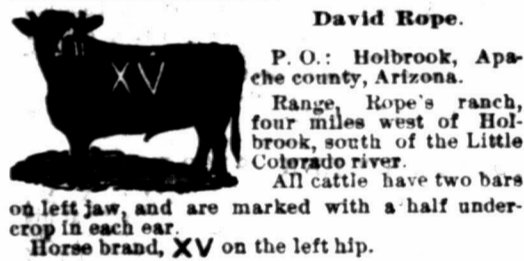 David Rope.
P. O.: Holbrook, Apa-
che county, Arizona.
Range, Rope's ranch,
four miles west of Hol-
brook, south of the Little
Colorado river.
All cattle have two bars
on left jaw, and are marked with a half under-
crop in each ear.
Horse brand, XV on the left hip.
XV